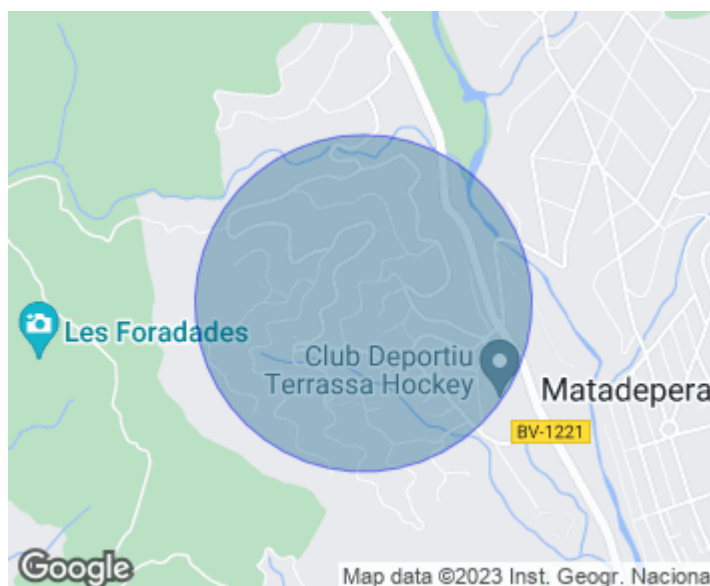 Les Foradades
Club Deportiu
Terrassa Hockey
Matadepera
BV-1221
Google
Map data ©2023 Inst. Geogr. Naciona